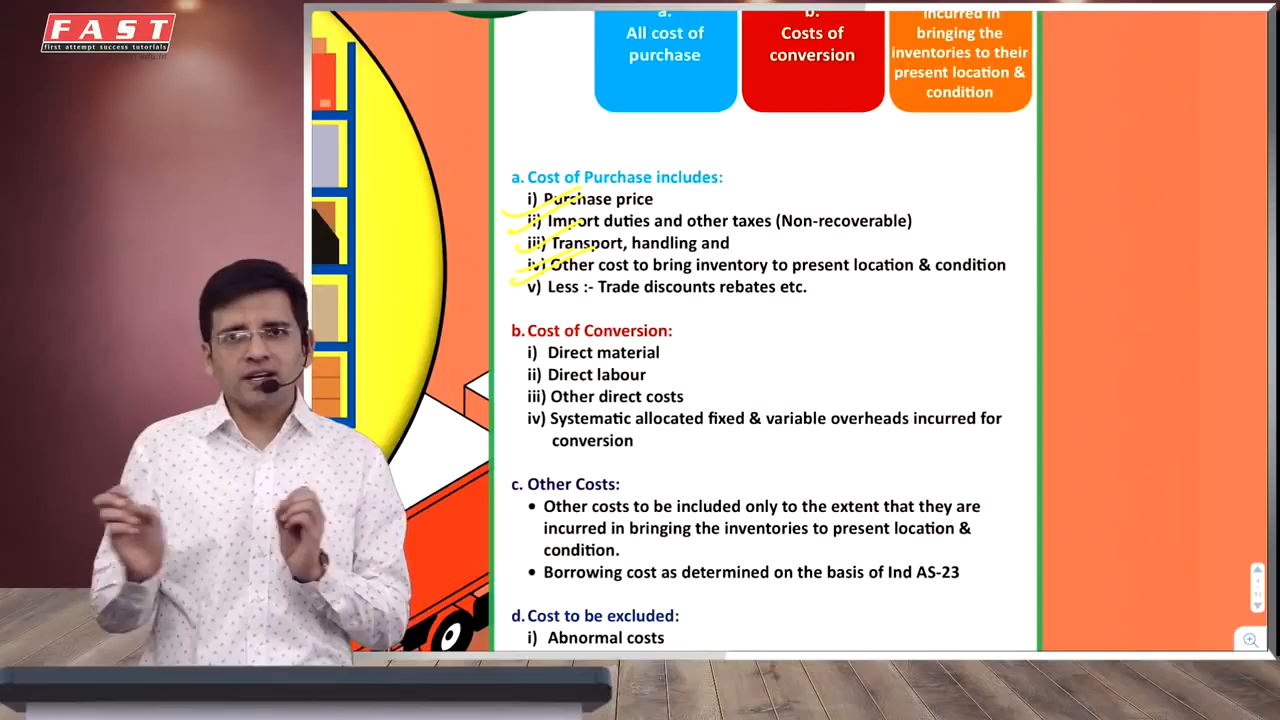 FAST
first attempt success tutorials
a.
All cost of
purchase
b.
Costs of
conversion
incurred in
bringing the
inventories to their
present location &
condition
a. Cost of Purchase includes:
i) Purchase price
ii) Import duties and other taxes (Non-recoverable)
iii) Transport, handling and
iv) Other cost to bring inventory to present location & condition
v) Less :- Trade discounts rebates etc.
b. Cost of Conversion:
i) Direct material
ii) Direct labour
iii) Other direct costs
iv) Systematic allocated fixed & variable overheads incurred for
conversion
c. Other Costs:
• Other costs to be included only to the extent that they are
incurred in bringing the inventories to present location &
condition.
• Borrowing cost as determined on the basis of Ind AS-23
d. Cost to be excluded:
i) Abnormal costs